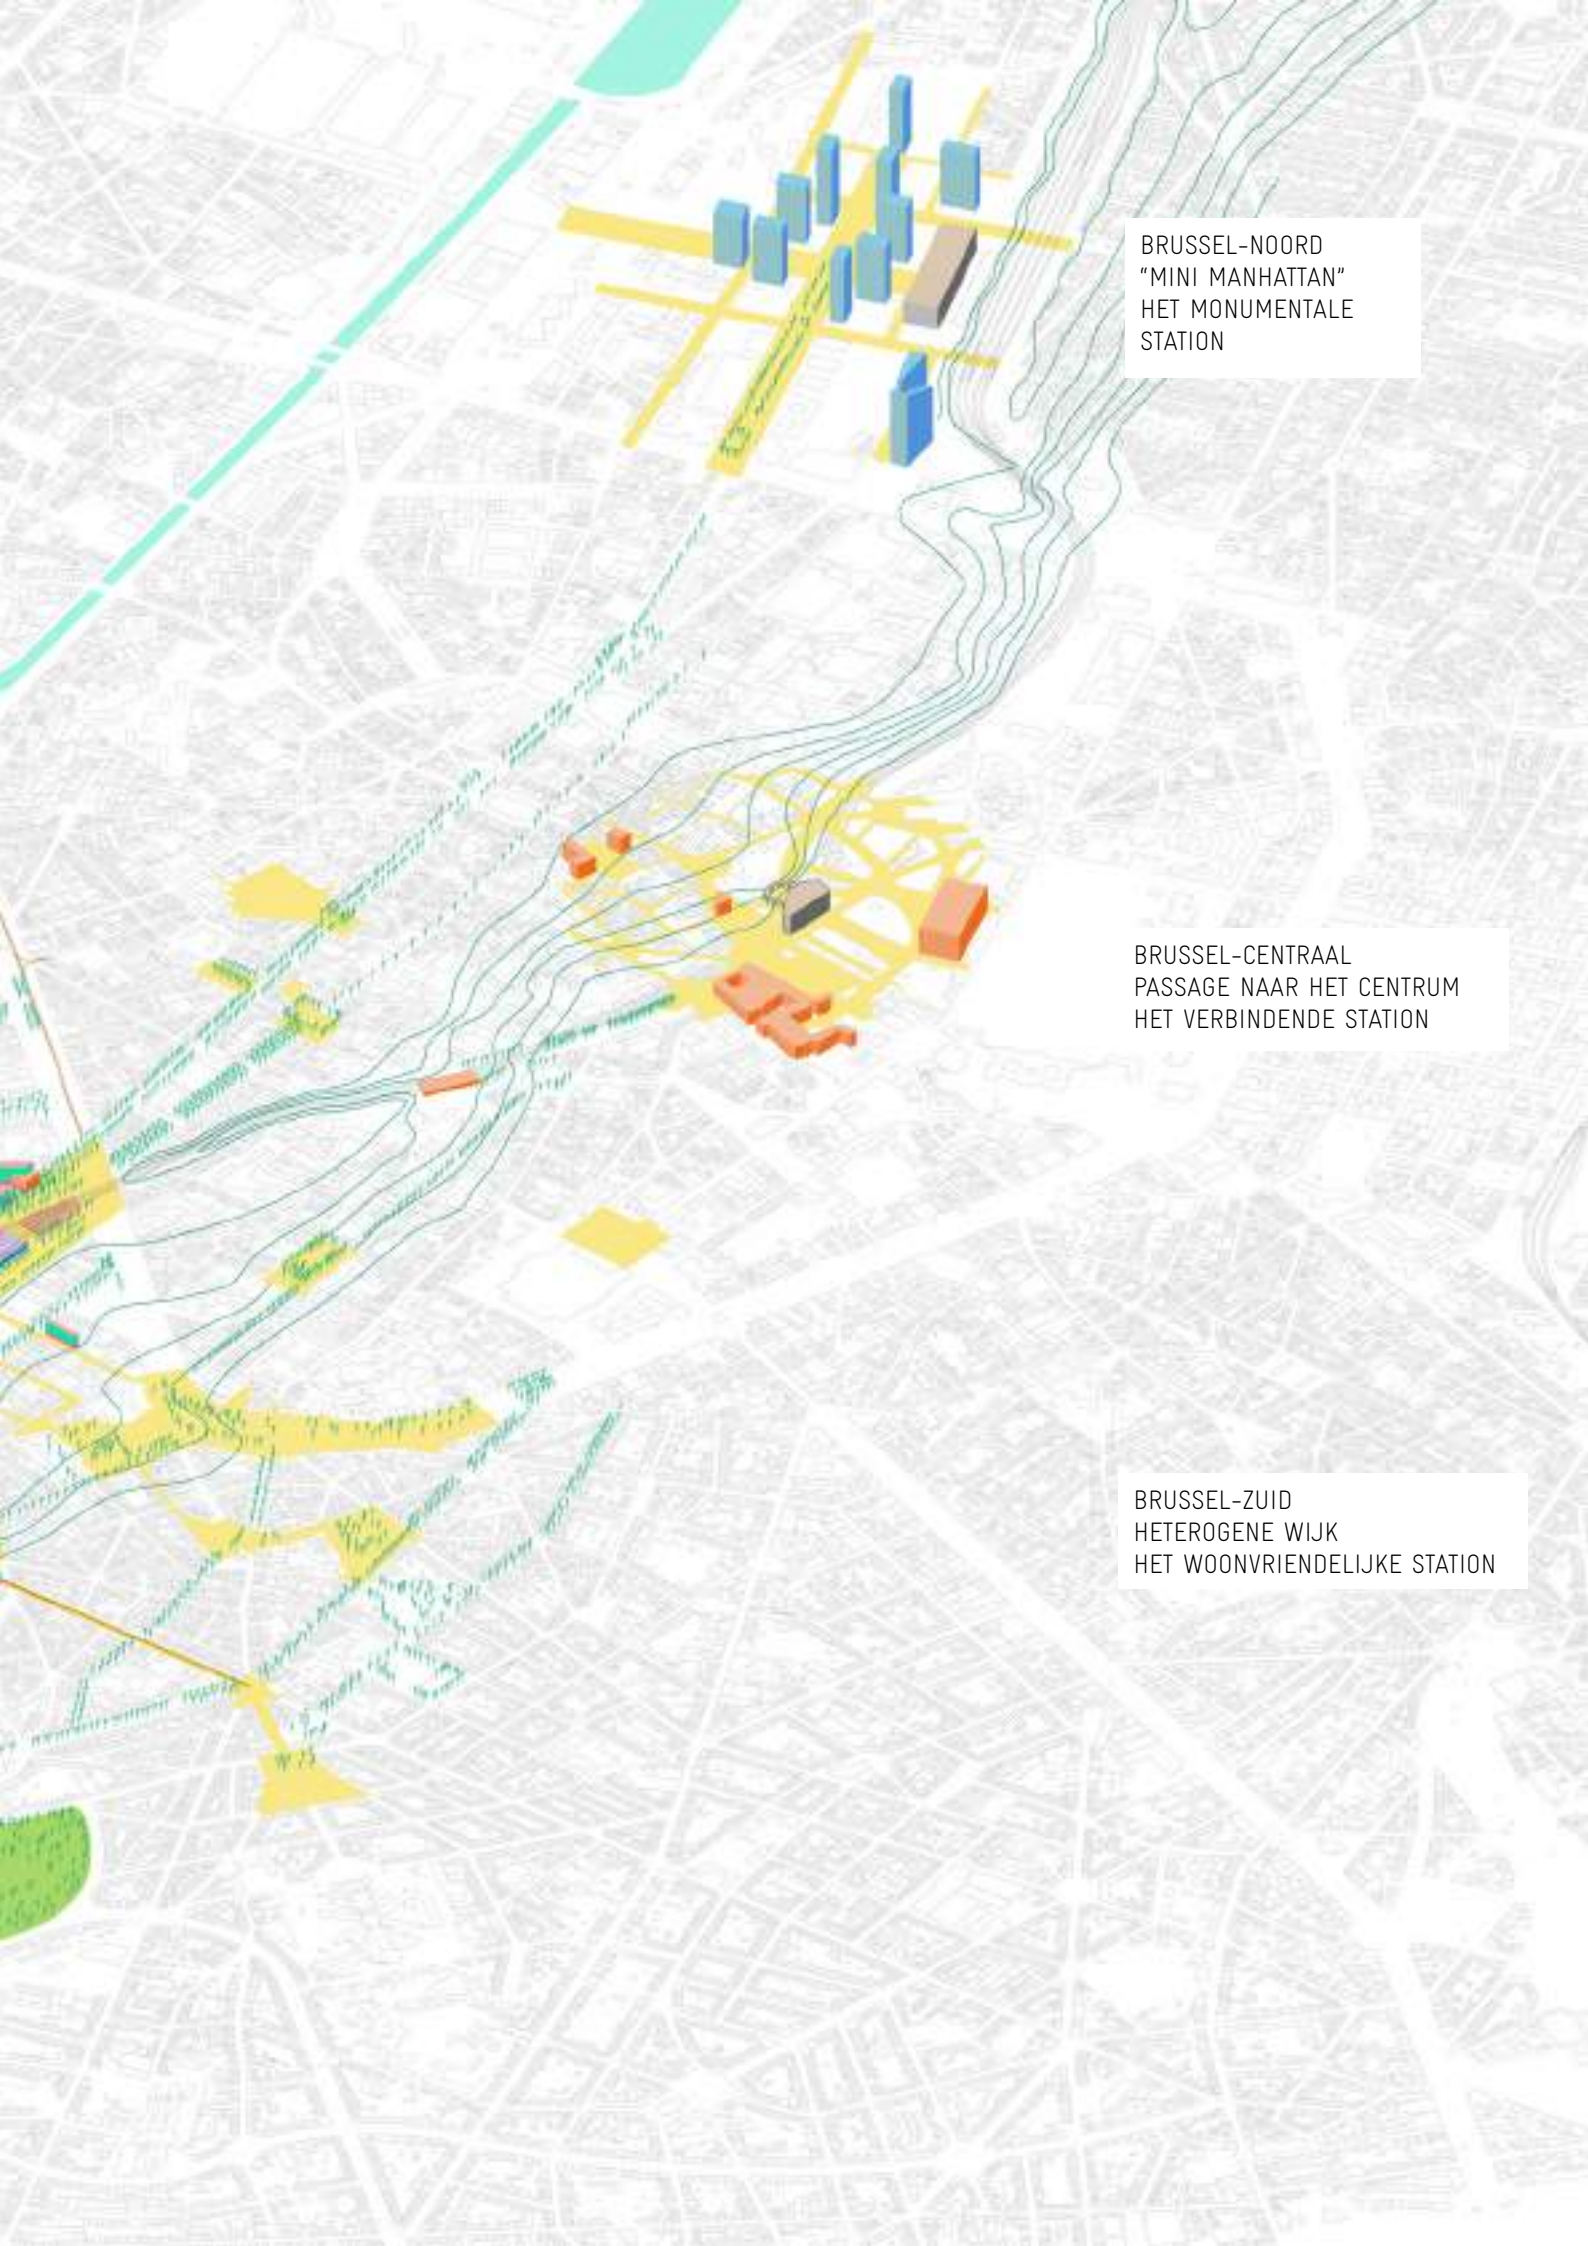 BRUSSEL-NOORD
“MINI MANHATTAN”
HET MONUMENTALE
STATION
BRUSSEL-CENTRAAL
PASSAGE NAAR HET CENTRUM
HET VERBINDENDE STATION
BRUSSEL-ZUID
HETEROGENE WIJK
HET WOONVRIENDELIJKE STATION